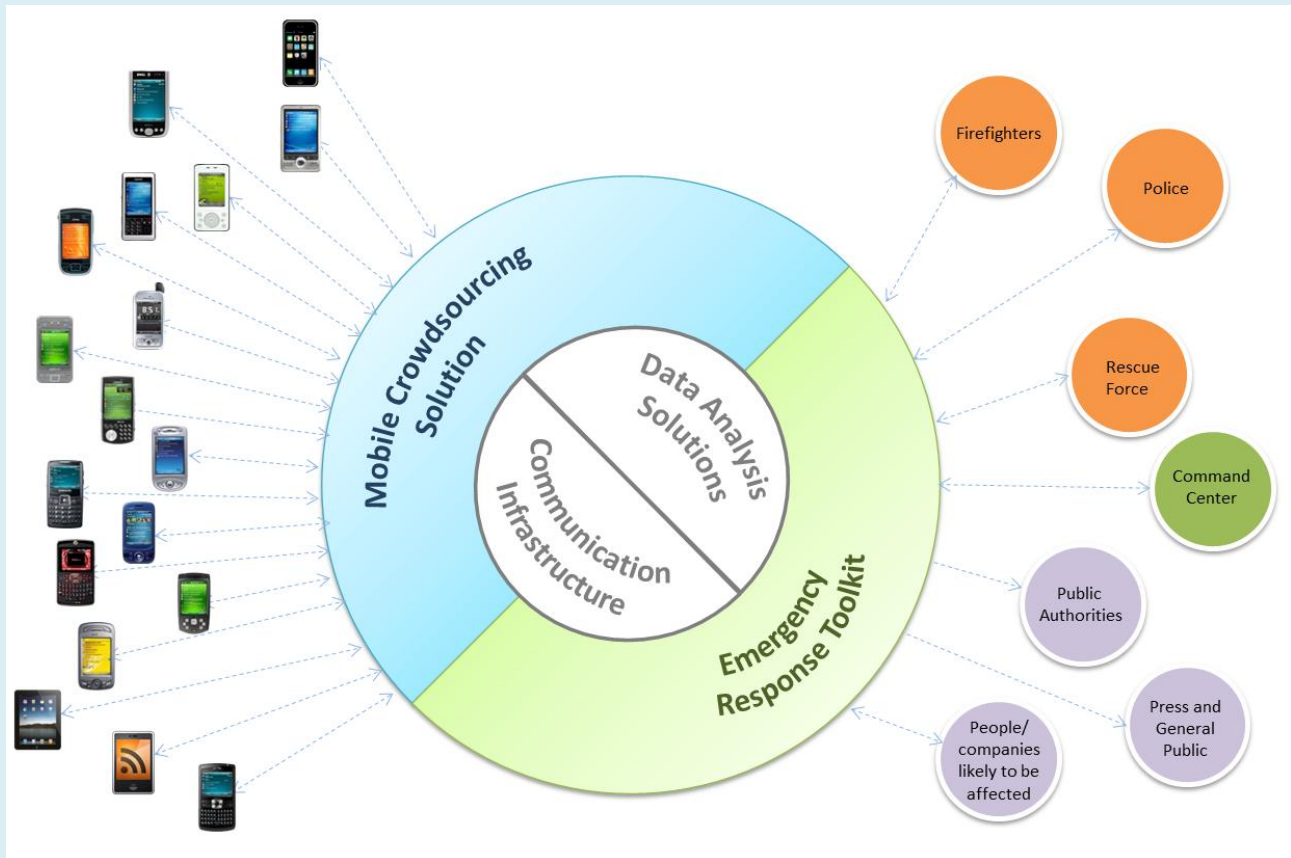 Mobile Crowdsourcing
Solution
Data Analysis
Solutions
Communication
Infrastructure
Emergency
Response Toolkit
Firefighters
Police
Rescue
Force
Command
Center
Public
Authorities
Press and
General
Public
People/
companies
likely to be
affected